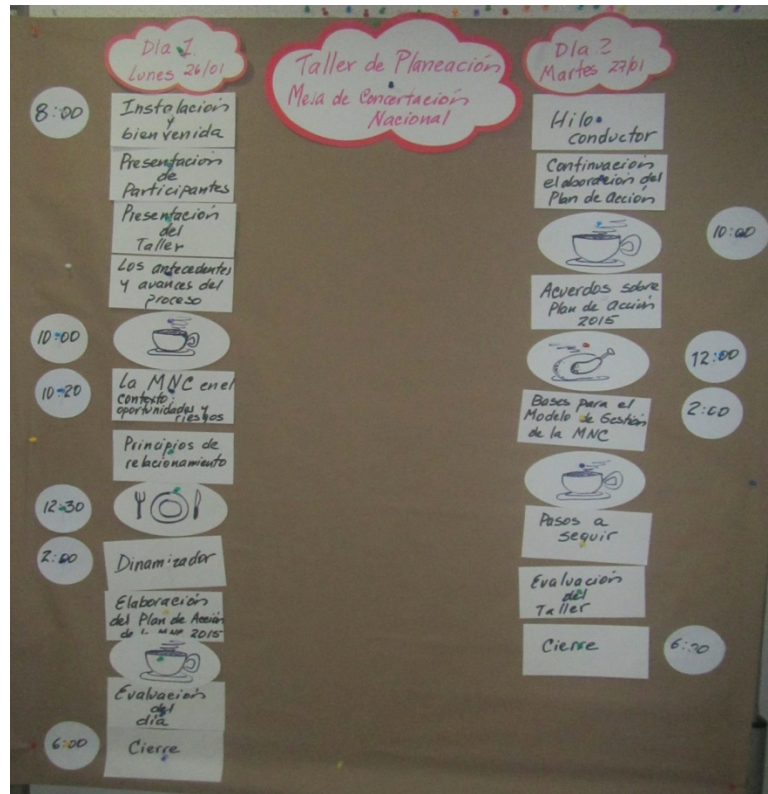 Día 1
Lunes 26/01
8:00
Instalación
y
bienvenida
Presentación
de
Participantes
Presentación
del
Taller
Los antecedentes
y avances del
proceso
10:00
10:20
La MNC en el
contexto:
oportunidades y
riesgos
Principios de
relacionamiento
12:30
2:00
Dinamizador
Elaboración
del Plan de Acción
2015
Evaluación
del
día
6:00
Cierre
Taller de Planeación
Mesa de Concertación
Nacional
Día 2
Martes 27/01
Hilo
conductor
Continuación
elaboración del
Plan de acción
10:00
Acuerdos sobre
Plan de acción
2015
12:00
2:00
Bases para el
Modelo de Gestión
de la MNC
Pasos a
seguir
Evaluación
del
Taller
Cierre